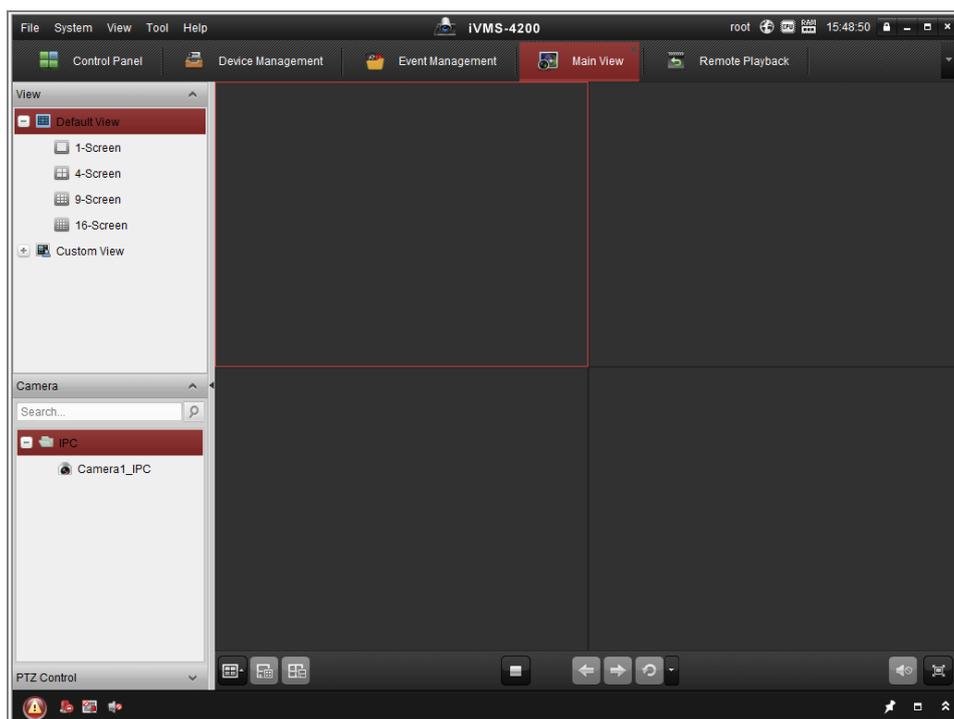 File System View Tool Help iVMS-4200 root CPU RAM 15:48:50
Control Panel Device Management Event Management Main View Remote Playback
View
Default View
1-Screen
4-Screen
9-Screen
16-Screen
Custom View
Camera
Search...
IPC
Camera1_IPC
PTZ Control